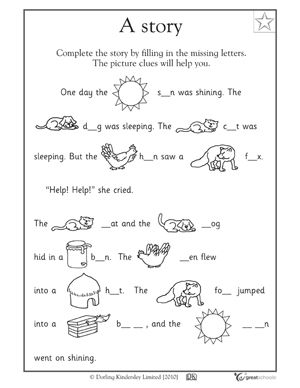 A story
Complete the story by filling in the missing letters.
The picture clues will help you.
One day the s__n was shining. The
d__g was sleeping. The c__t was
sleeping. But the h__n saw a f__x.
"Help! Help!" she cried.
The __at and the __og
hid in a b__n. The __en flew
into a h__t. The fo__ jumped
into a b__ __, and the __ __n
went on shining.
© Dorling Kindersley Limited [2010] DK greatschools